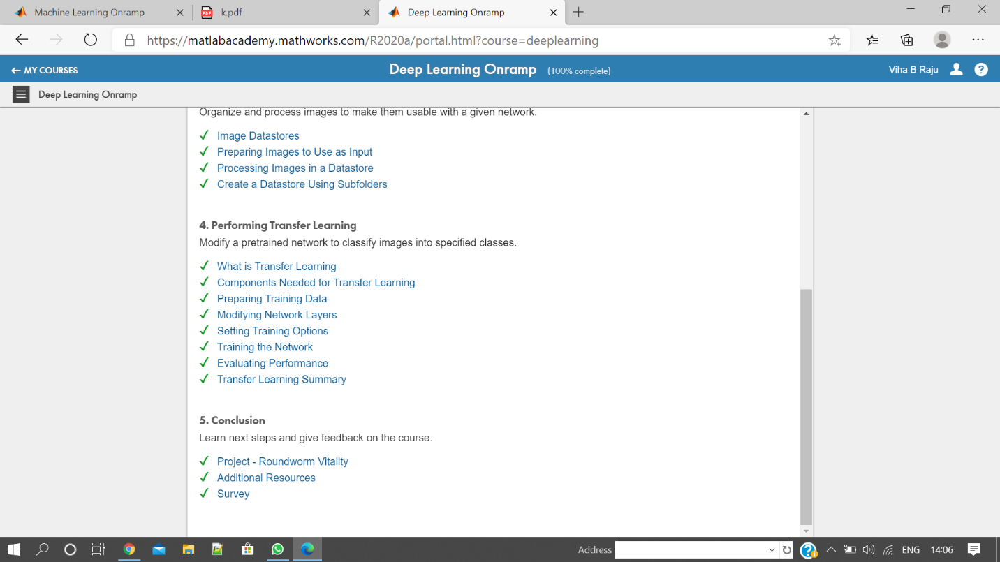 Machine Learning Onramp
k.pdf
Deep Learning Onramp
https://matlabacademy.mathworks.com/R2020a/portal.html?course=deeplearning
MY COURSES
Deep Learning Onramp (100% complete)
Viha B Raju
Deep Learning Onramp
Organize and process images to make them usable with a given network.
Image Datastores
Preparing Images to Use as Input
Processing Images in a Datastore
Create a Datastore Using Subfolders
4. Performing Transfer Learning
Modify a pretrained network to classify images into specified classes.
What is Transfer Learning
Components Needed for Transfer Learning
Preparing Training Data
Modifying Network Layers
Setting Training Options
Training the Network
Evaluating Performance
Transfer Learning Summary
5. Conclusion
Learn next steps and give feedback on the course.
Project - Roundworm Vitality
Additional Resources
Survey
Address
ENG
14:06